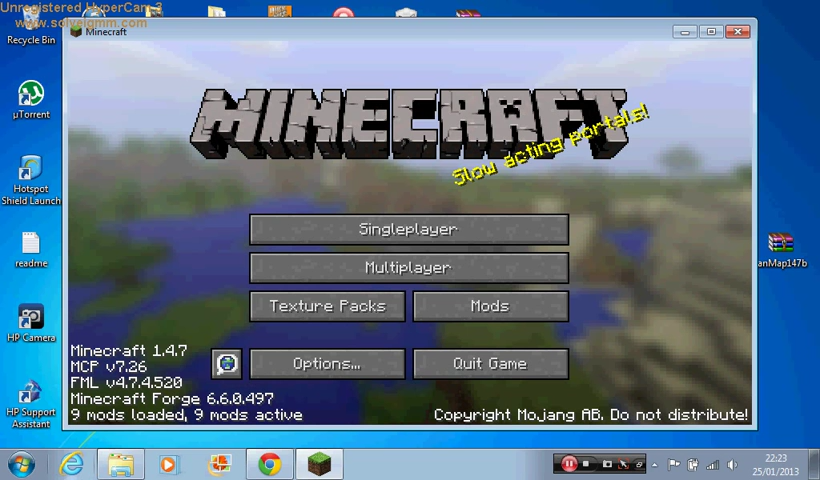 Unregistered HyperCam 3
www.solveigmm.com
Recycle Bin
Minecraft
MINECRAFT
Slow acting portals!
µTorrent
Hotspot
Shield Launch
Singleplayer
Multiplayer
readme
anMap147b
Texture Packs
Mods
HP Camera
Minecraft 1.4.7
MCP v7.26
FML v4.7.4.520
Minecraft Forge 6.6.0.497
9 mods loaded, 9 mods active
Options...
Quit Game
Copyright Mojang AB. Do not distribute!
HP Support
Assistant
22:23
25/01/2013